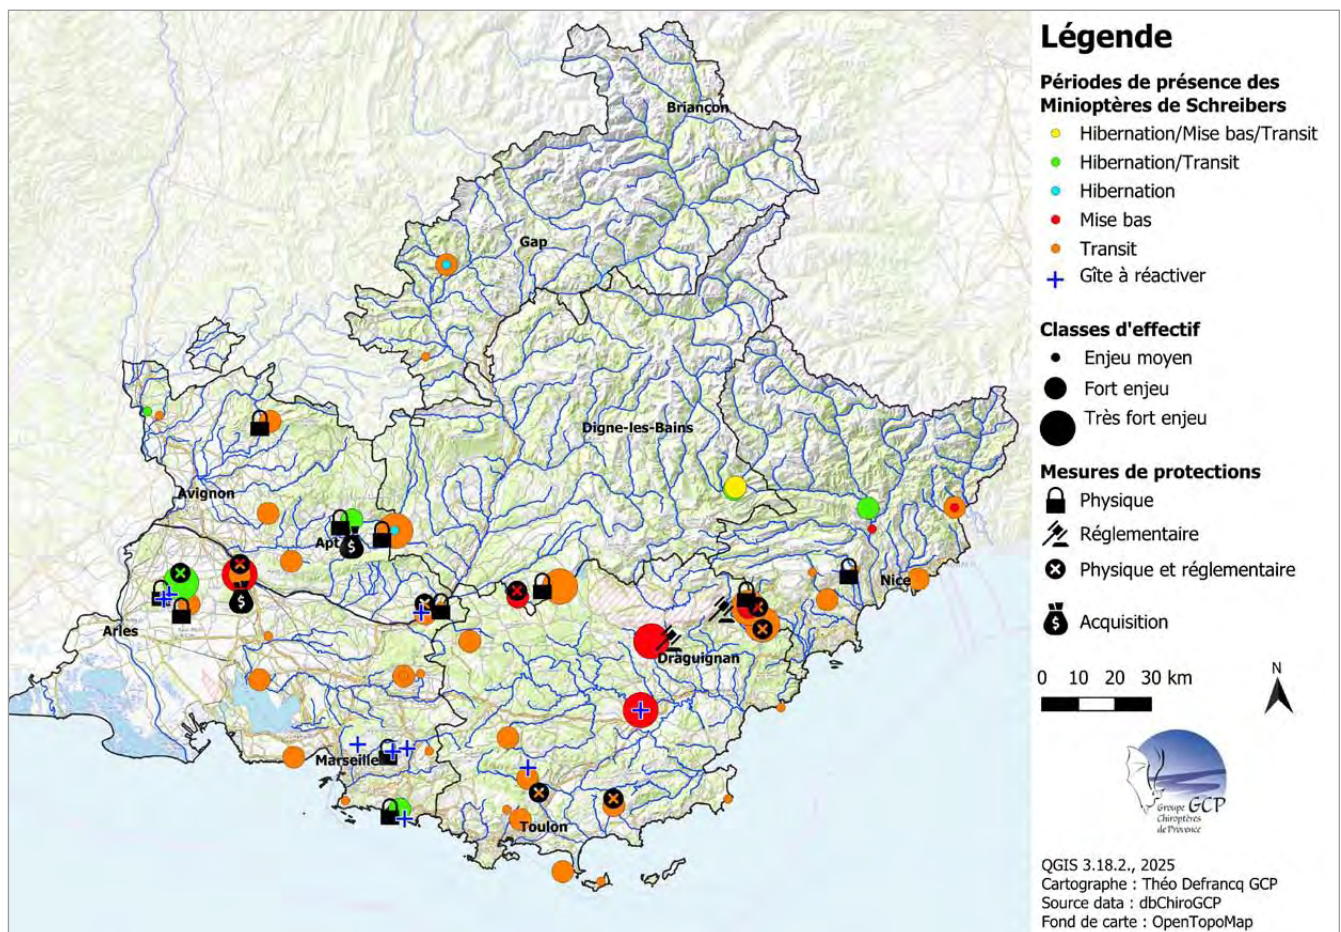 Légende
Périodes de présence des
Minioptères de Schreibers
Hibernation/Mise bas/Transit
Hibernation/Transit
Hibernation
Mise bas
Transit
Gîte à réactiver
Classes d'effectif
Enjeu moyen
Fort enjeu
Très fort enjeu
Mesures de protections
Physique
Réglementaire
Physique et réglementaire
Acquisition
0 10 20 30 km
N
Groupe GCP
Chiroptères
de Provence
QGIS 3.18.2., 2025
Cartographe : Théo Defrancq GCP
Source data : dbChiroGCP
Fond de carte : OpenTopoMap
Briançon
Gap
Digne-les-Bains
Avignon
Apt
Nice
Arles
Draguignan
Marseille
Toulon